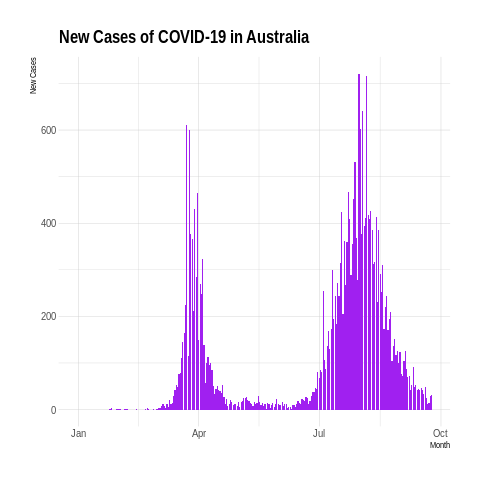 New Cases of COVID-19 in Australia
New Cases
600
400
200
0
Jan Apr Jul Oct
Month